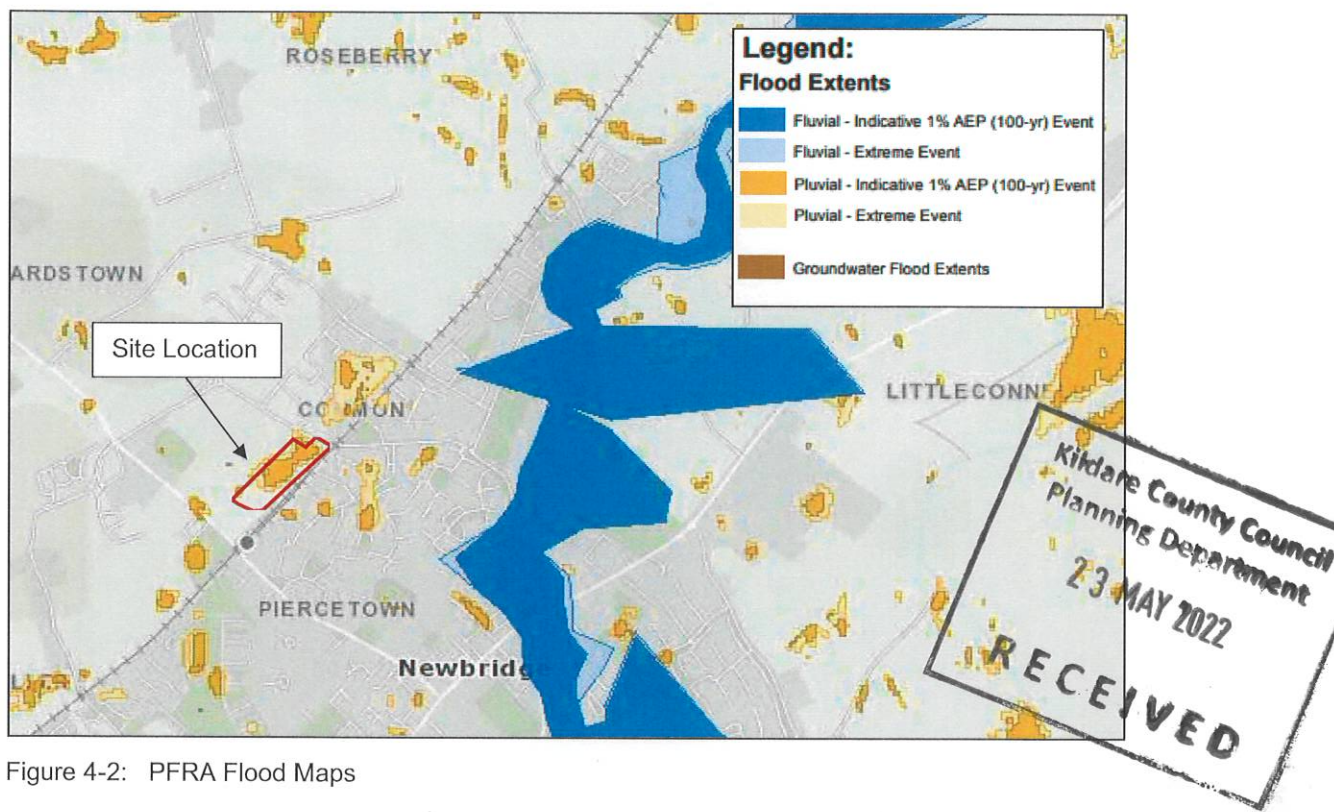 ROSEBERRY
Legend:
Flood Extents
Fluvial - Indicative 1% AEP (100-yr) Event
Fluvial - Extreme Event
Pluvial - Indicative 1% AEP (100-yr) Event
Pluvial - Extreme Event
Groundwater Flood Extents
ARDSTOWN
Site Location
COMMON
LITTLECONNE
Kildare County Council
Planning Department
23 MAY 2022
RECEIVED
PIERCETOWN
Newbridge
Figure 4-2: PFRA Flood Maps